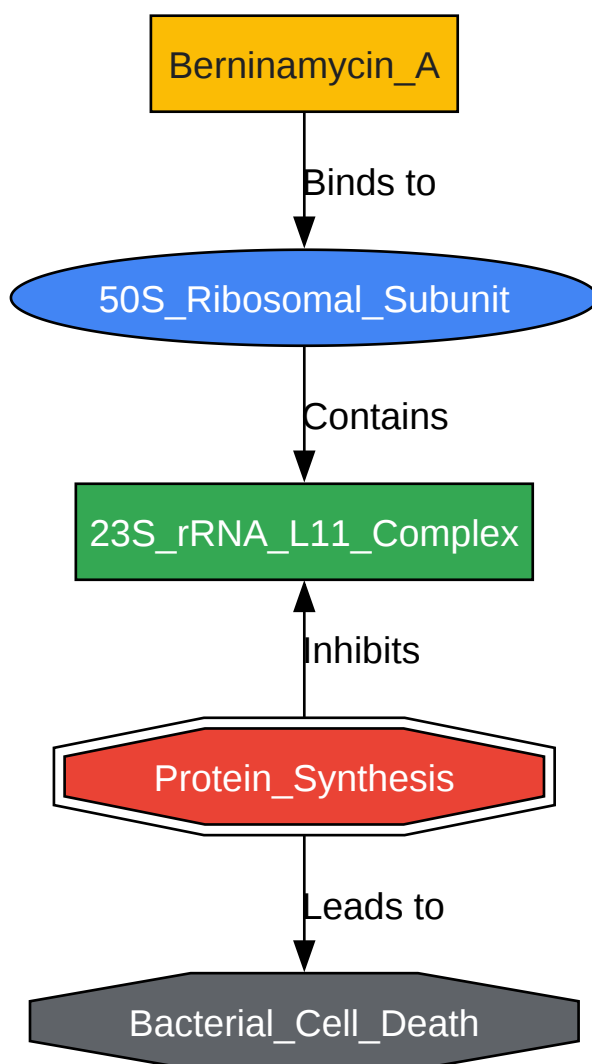 Berninamycin_A
Binds to
50S_Ribosomal_Subunit
Contains
23S_rRNA_L11_Complex
Inhibits
Protein_Synthesis
Leads to
Bacterial_Cell_Death